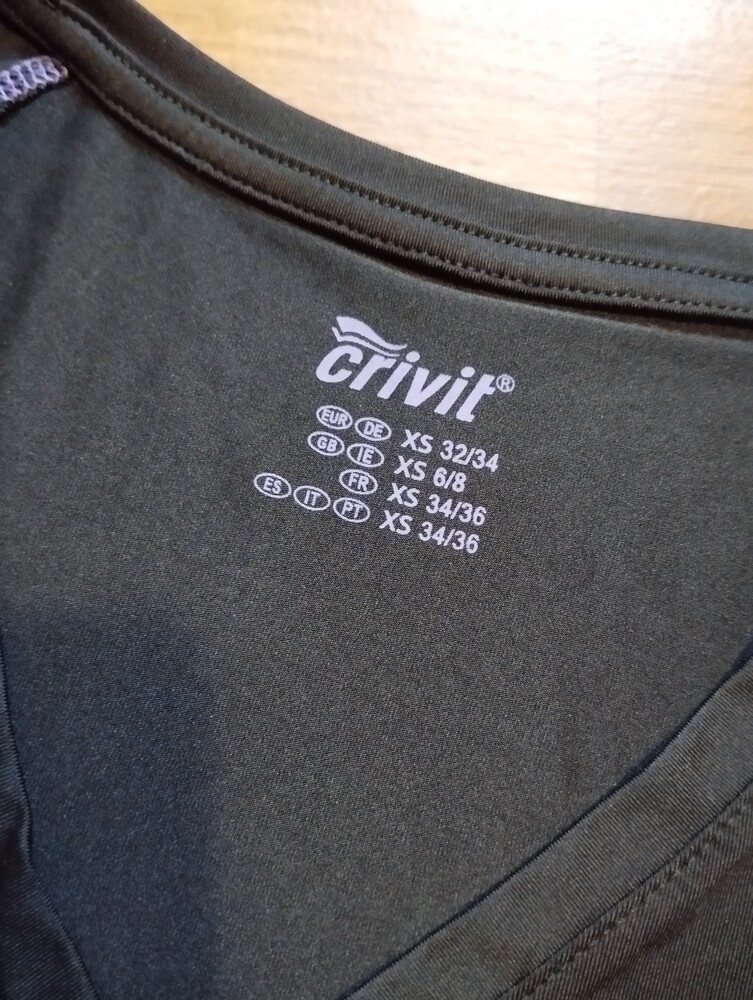 crivit®
EUR DE XS 32/34
GB IE XS 6/8
FR XS 34/36
ES IT PT XS 34/36